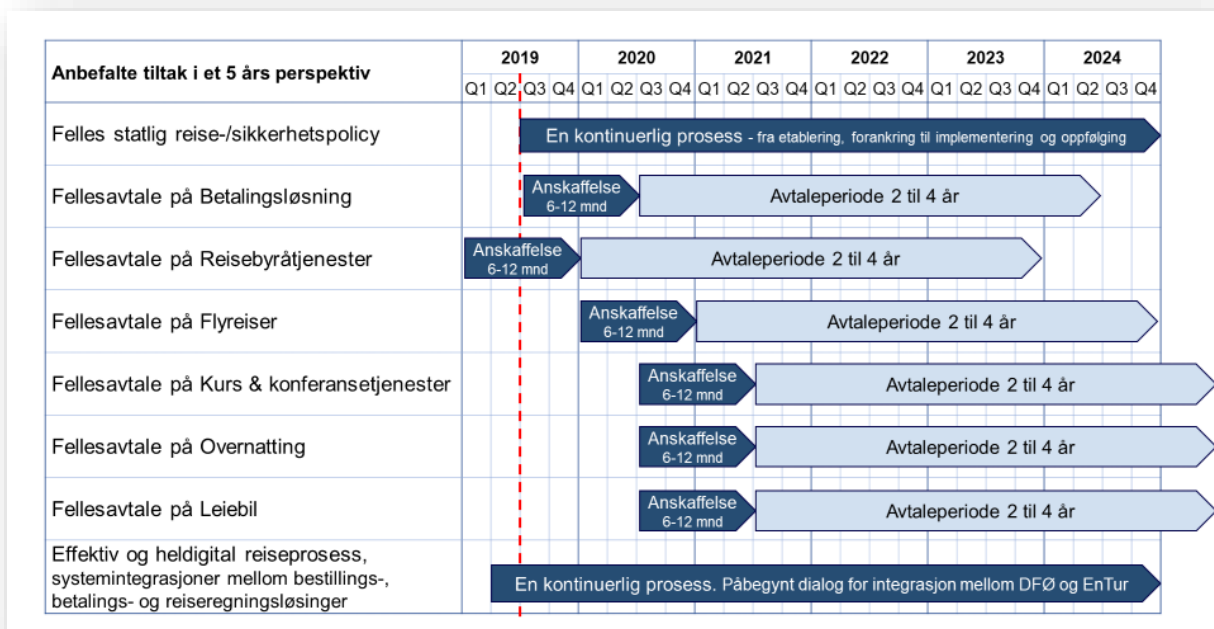 Anbefalte tiltak i et 5 års perspektiv
2019 2020 2021 2022 2023 2024
Q1 Q2 Q3 Q4 Q1 Q2 Q3 Q4 Q1 Q2 Q3 Q4 Q1 Q2 Q3 Q4 Q1 Q2 Q3 Q4 Q1 Q2 Q3 Q4
Felles statlig reise-/sikkerhetspolicy
En kontinuerlig prosess - fra etablering, forankring til implementering og oppfølging
Fellesavtale på Betalingsløsning
Anskaffelse
6-12 mnd
Avtaleperiode 2 til 4 år
Fellesavtale på Reisebyråtjenester
Anskaffelse
6-12 mnd
Avtaleperiode 2 til 4 år
Fellesavtale på Flyreiser
Anskaffelse
6-12 mnd
Avtaleperiode 2 til 4 år
Fellesavtale på Kurs & konferansetjenester
Anskaffelse
6-12 mnd
Avtaleperiode 2 til 4 år
Fellesavtale på Overnatting
Anskaffelse
6-12 mnd
Avtaleperiode 2 til 4 år
Fellesavtale på Leiebil
Anskaffelse
6-12 mnd
Avtaleperiode 2 til 4 år
Effektiv og heldigital reiseprosess,
systemintegrasjoner mellom bestillings-,
betalings- og reiseregningsløsinger
En kontinuerlig prosess. Påbegynt dialog for integrasjon mellom DFØ og EnTur